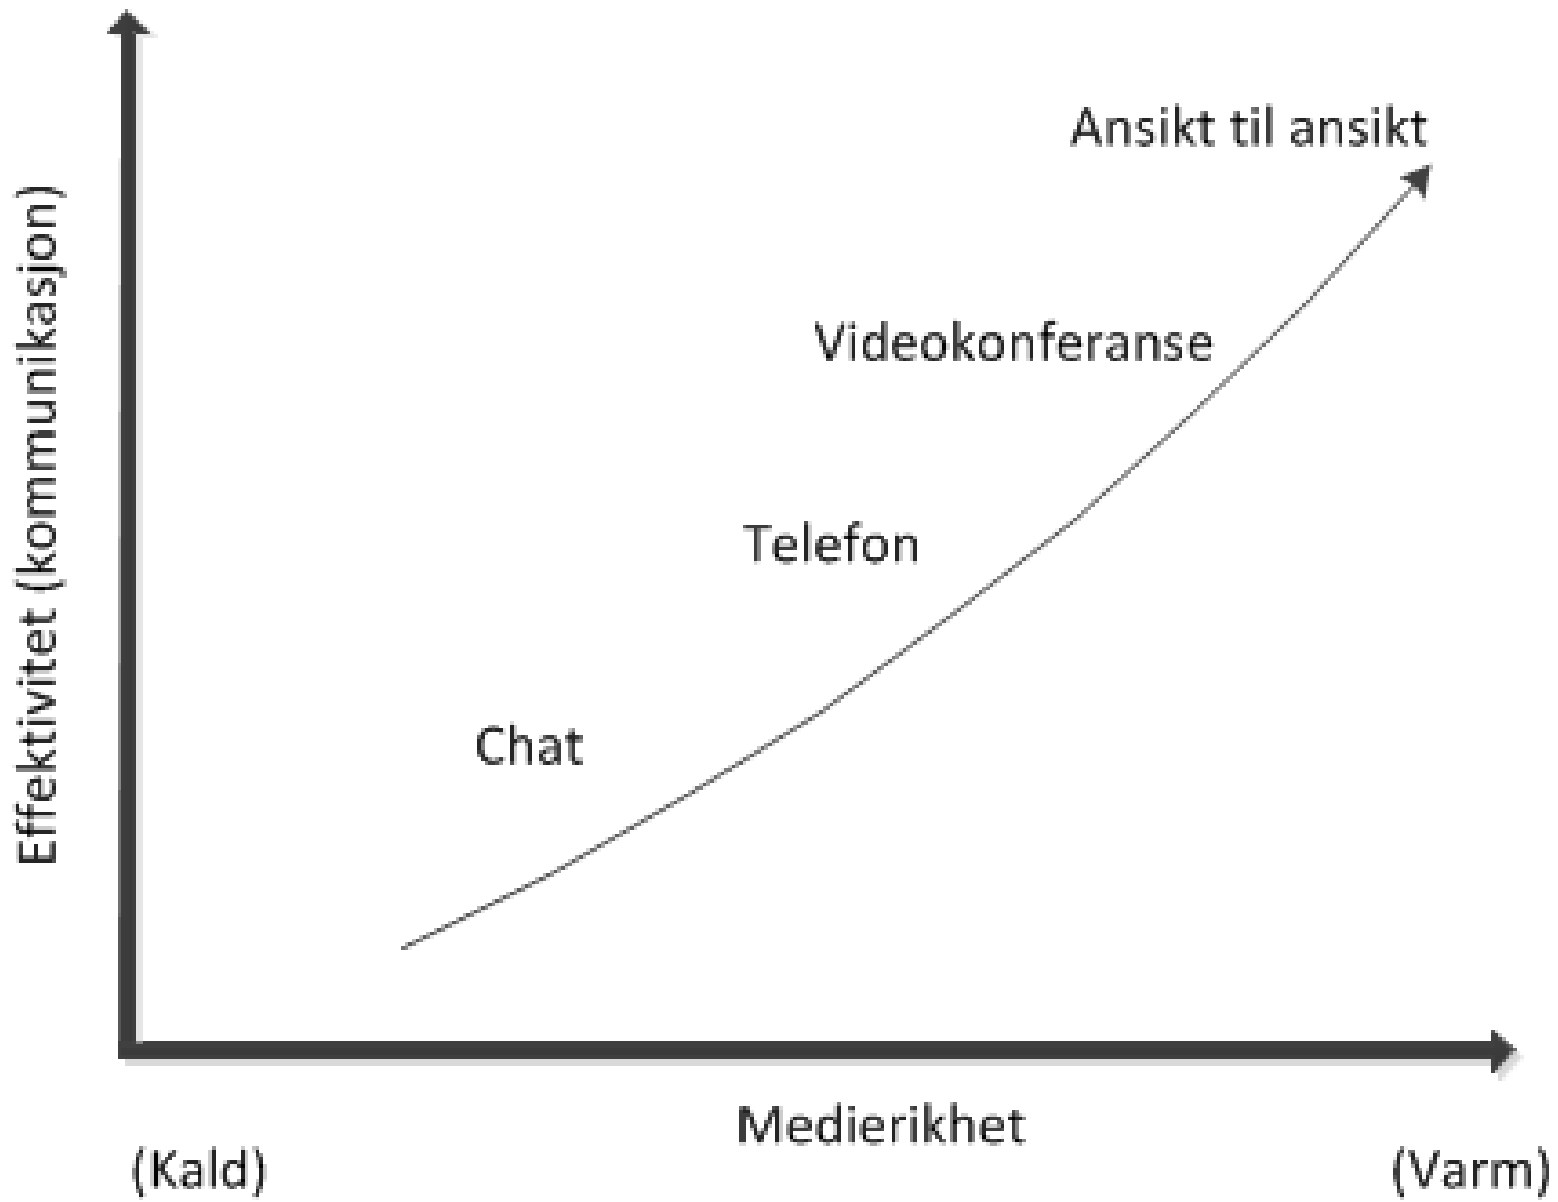 Effektivitet (kommunikasjon)
Ansikt til ansikt
Videokonferanse
Telefon
Chat
Medierikhet
(Kald)
(Varm)